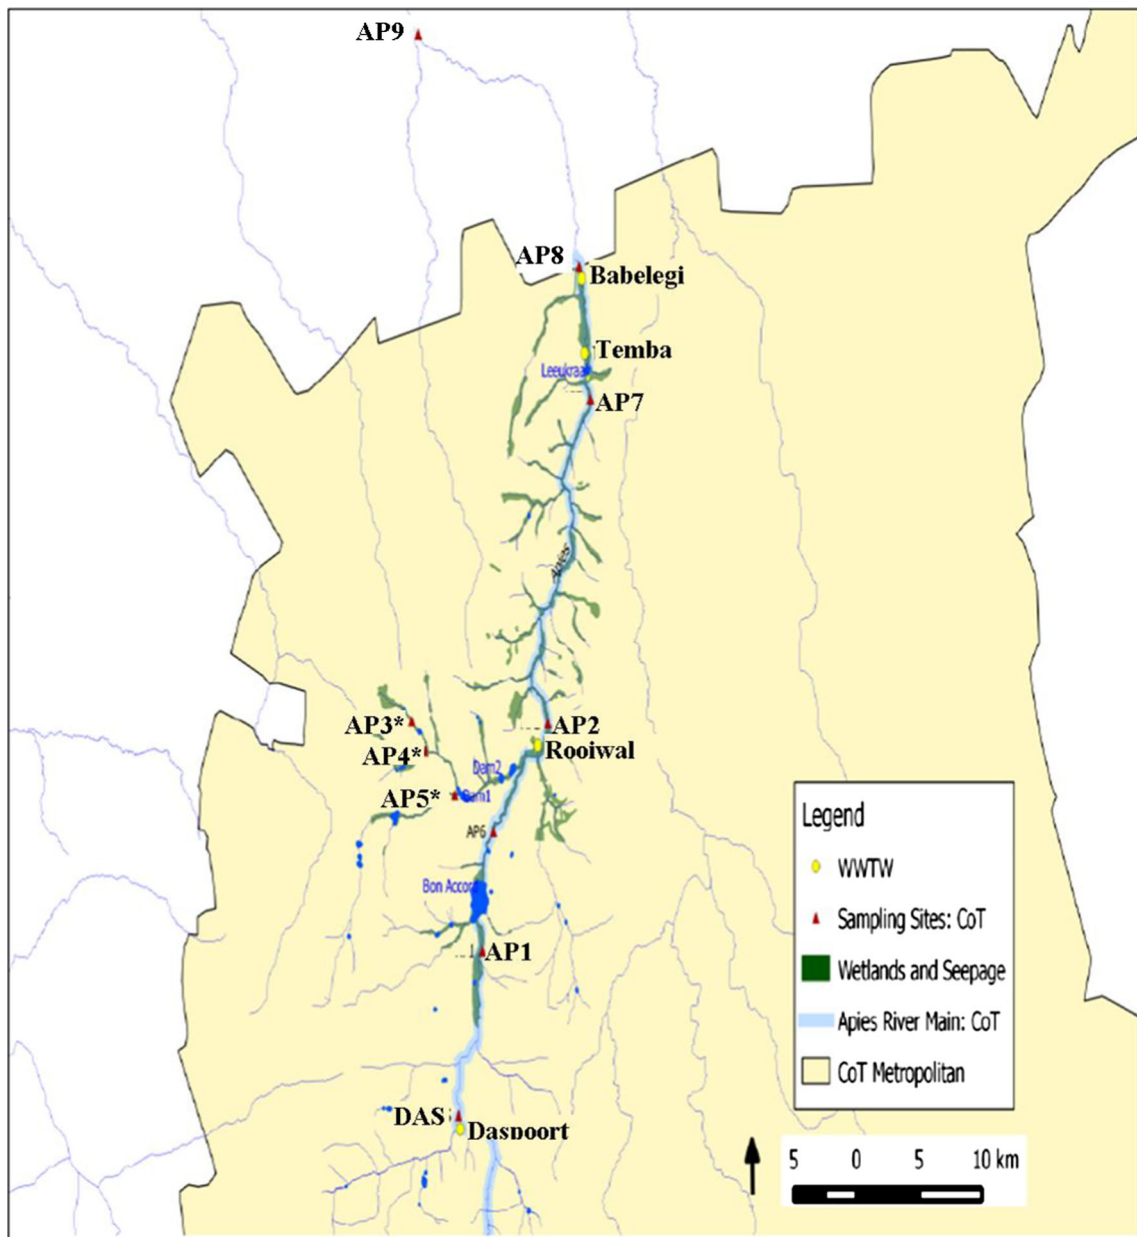 AP9
AP8
Babelegi
Temba
Leeukraal
AP7
Apies
AP3*
AP2
AP4*
Rooiwal
Dam2
AP5*
Dam1
AP6
Bon Accord
AP1
DAS
Daspoort
Legend
WWTW
Sampling Sites: CoT
Wetlands and Seepage
Apies River Main: CoT
CoT Metropolitan
5 0 5 10 km